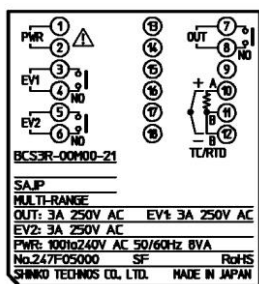 1 13 7
PWR OUT
2 14 8
NO
3 15 9
EV1 + A
4 16 10
NO
5 17 B 11
EV2
6 18 − B 12
NO TC/RTD
BCS3R-00M00-21
SAJP
MULTI-RANGE
OUT: 3A 250V AC EV1: 3A 250V AC
EV2: 3A 250V AC
PWR: 100to240V AC 50/60Hz 8VA
No.247F05000 SF RoHS
SHINKO TECHNOS CO., LTD. MADE IN JAPAN